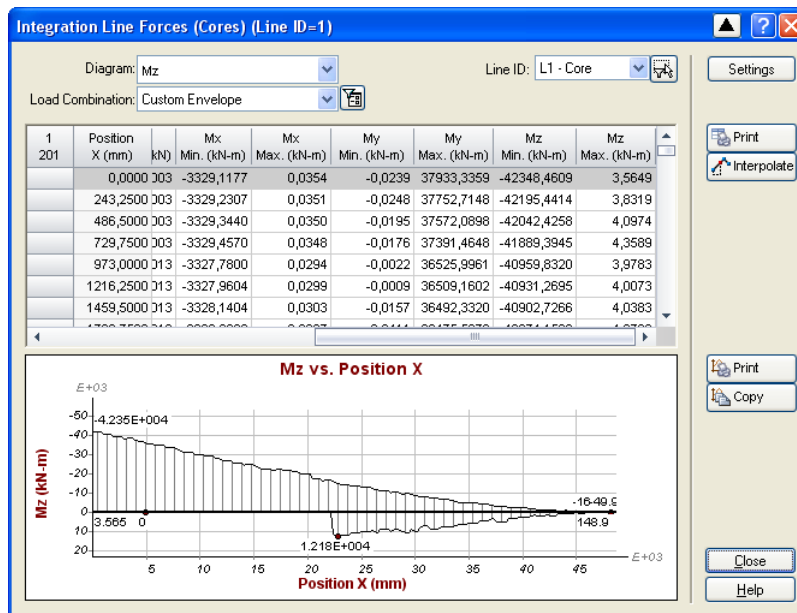 Integration Line Forces (Cores) (Line ID=1)
Diagram: Mz
Line ID: L1 - Core
Settings
Load Combination: Custom Envelope
1 Position Mx Mx My My Mz Mz
201 X (mm) kN) Min. (kN-m) Max. (kN-m) Min. (kN-m) Max. (kN-m) Min. (kN-m) Max. (kN-m)
0,0000 003 -3329,1177 0,0354 -0,0239 37933,3359 -42348,4609 3,5649
243,2500 003 -3329,2307 0,0351 -0,0248 37752,7148 -42195,4414 3,8319
486,5000 003 -3329,3440 0,0350 -0,0195 37572,0898 -42042,4258 4,0974
729,7500 003 -3329,4570 0,0348 -0,0176 37391,4648 -41889,3945 4,3589
973,0000 013 -3327,7800 0,0294 -0,0022 36525,9961 -40959,8320 3,9783
1216,2500 013 -3327,9604 0,0299 -0,0009 36509,1602 -40931,2695 4,0073
1459,5000 013 -3328,1404 0,0303 -0,0157 36492,3320 -40902,7266 4,0383
Print
Interpolate
Mz vs. Position X
E+03
-50
-4.235E+004
-40
-30
-20
-10
0
10
20
Mz (kN-m)
3.565 0
1.218E+004
-1649.9
148.9
E+03
5 10 15 20 25 30 35 40 45
Position X (mm)
Print
Copy
Close
Help